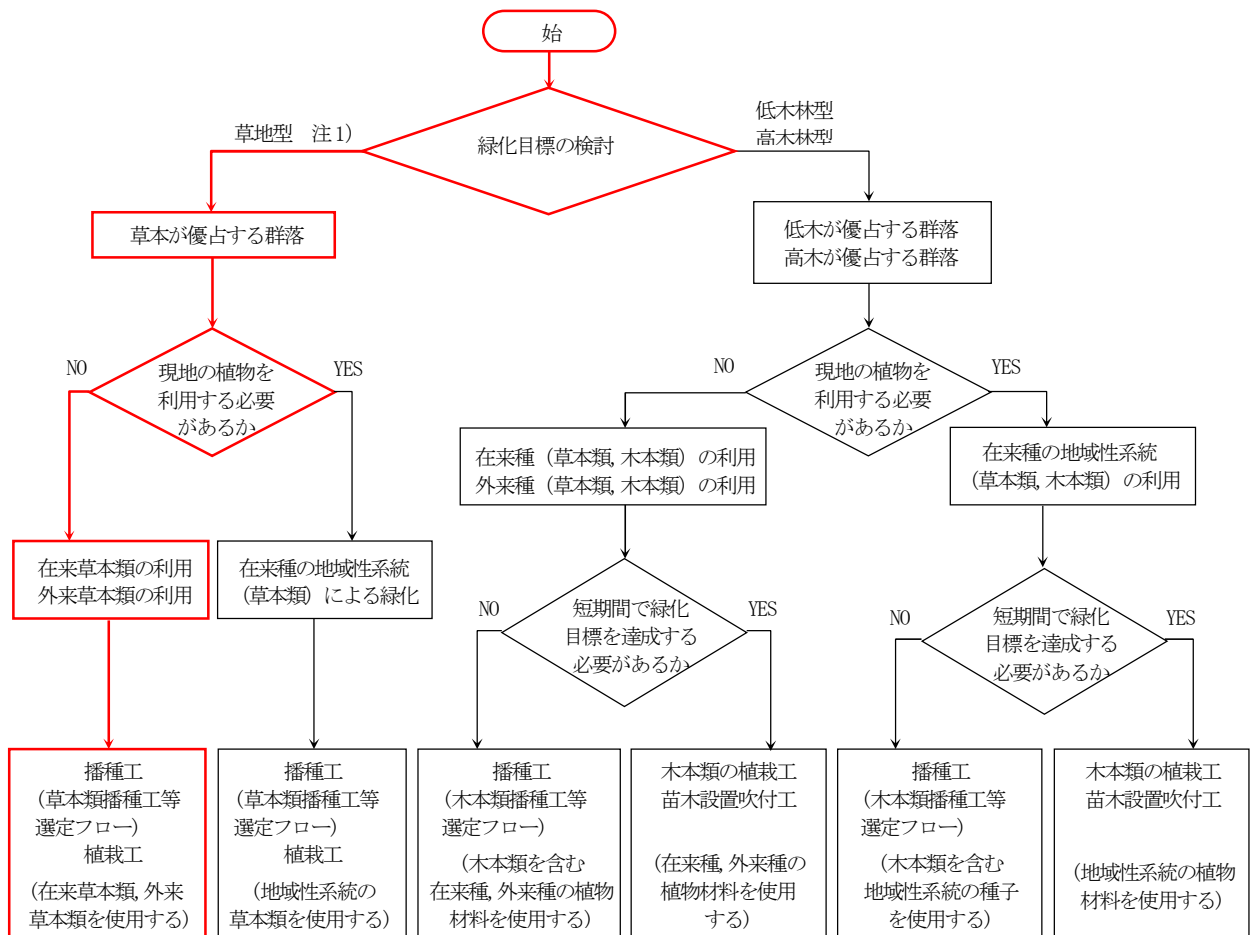 始
緑化目標の検討
草地型 注1)
低木林型
高木林型
草本が優占する群落
低木が優占する群落
高木が優占する群落
NO
現地の植物を
利用する必要
があるか
YES
NO
現地の植物を
利用する必要
があるか
YES
在来草本類の利用
外来草本類の利用
在来種の地域性系統
(草本類)による緑化
在来種(草本類,木本類)の利用
外来種(草本類,木本類)の利用
在来種の地域性系統
(草本類,木本類)の利用
NO
短期間で緑化
目標を達成する
必要があるか
YES
NO
短期間で緑化
目標を達成する
必要があるか
YES
播種工
(草本類播種工等
選定フロー)
植栽工
(在来草本類,外来
草本類を使用する)
播種工
(草本類播種工等
選定フロー)
植栽工
(地域性系統の
草本類を使用する)
播種工
(木本類播種工等
選定フロー)
(木本類を含む
在来種,外来種の植物
材料を使用する)
木本類の植栽工
苗木設置吹付工
(在来種,外来種の
植物材料を使用
する)
播種工
(木本類播種工等
選定フロー)
(木本類を含む
地域性系統の種子
を使用する)
木本類の植栽工
苗木設置吹付工
(地域性系統の植物
材料を使用する)